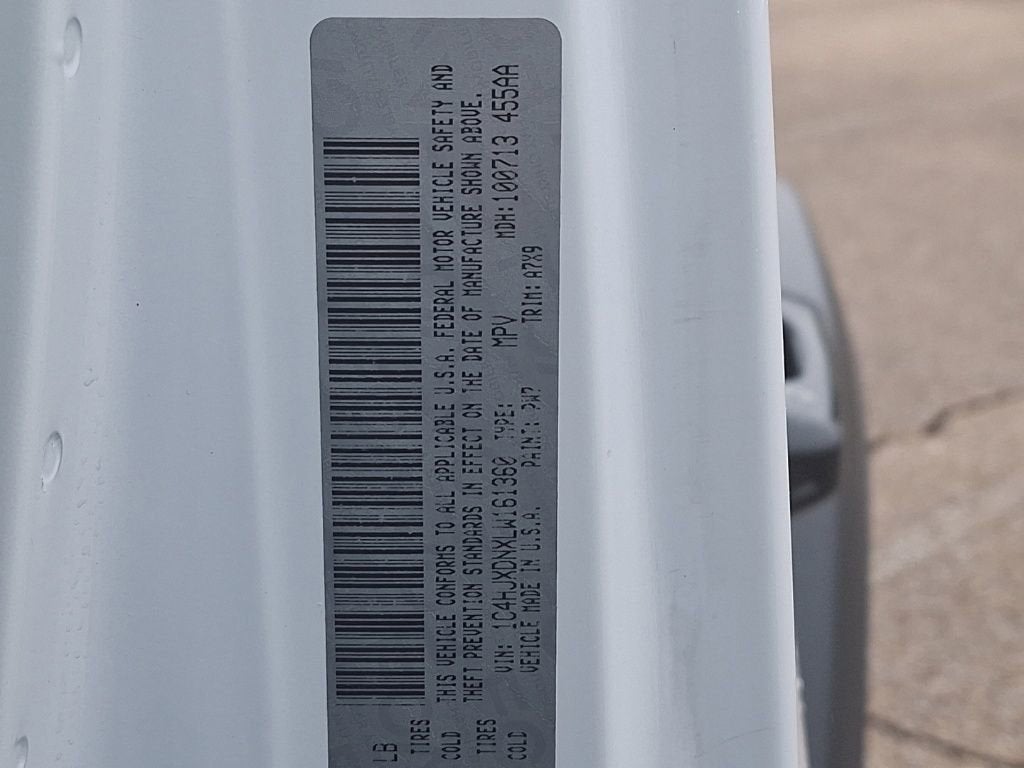 LB
TIRES
COLD THIS VEHICLE CONFORMS TO ALL APPLICABLE U.S.A. FEDERAL MOTOR VEHICLE SAFETY AND
THEFT PREVENTION STANDARDS IN EFFECT ON THE DATE OF MANUFACTURE SHOWN ABOVE.
TIRES VIN: 1C4HJXDNXLW161360 TYPE: MPV MDH:100713 455AA
COLD VEHICLE MADE IN U.S.A. PAINT: PW7 TRIM: A7X9